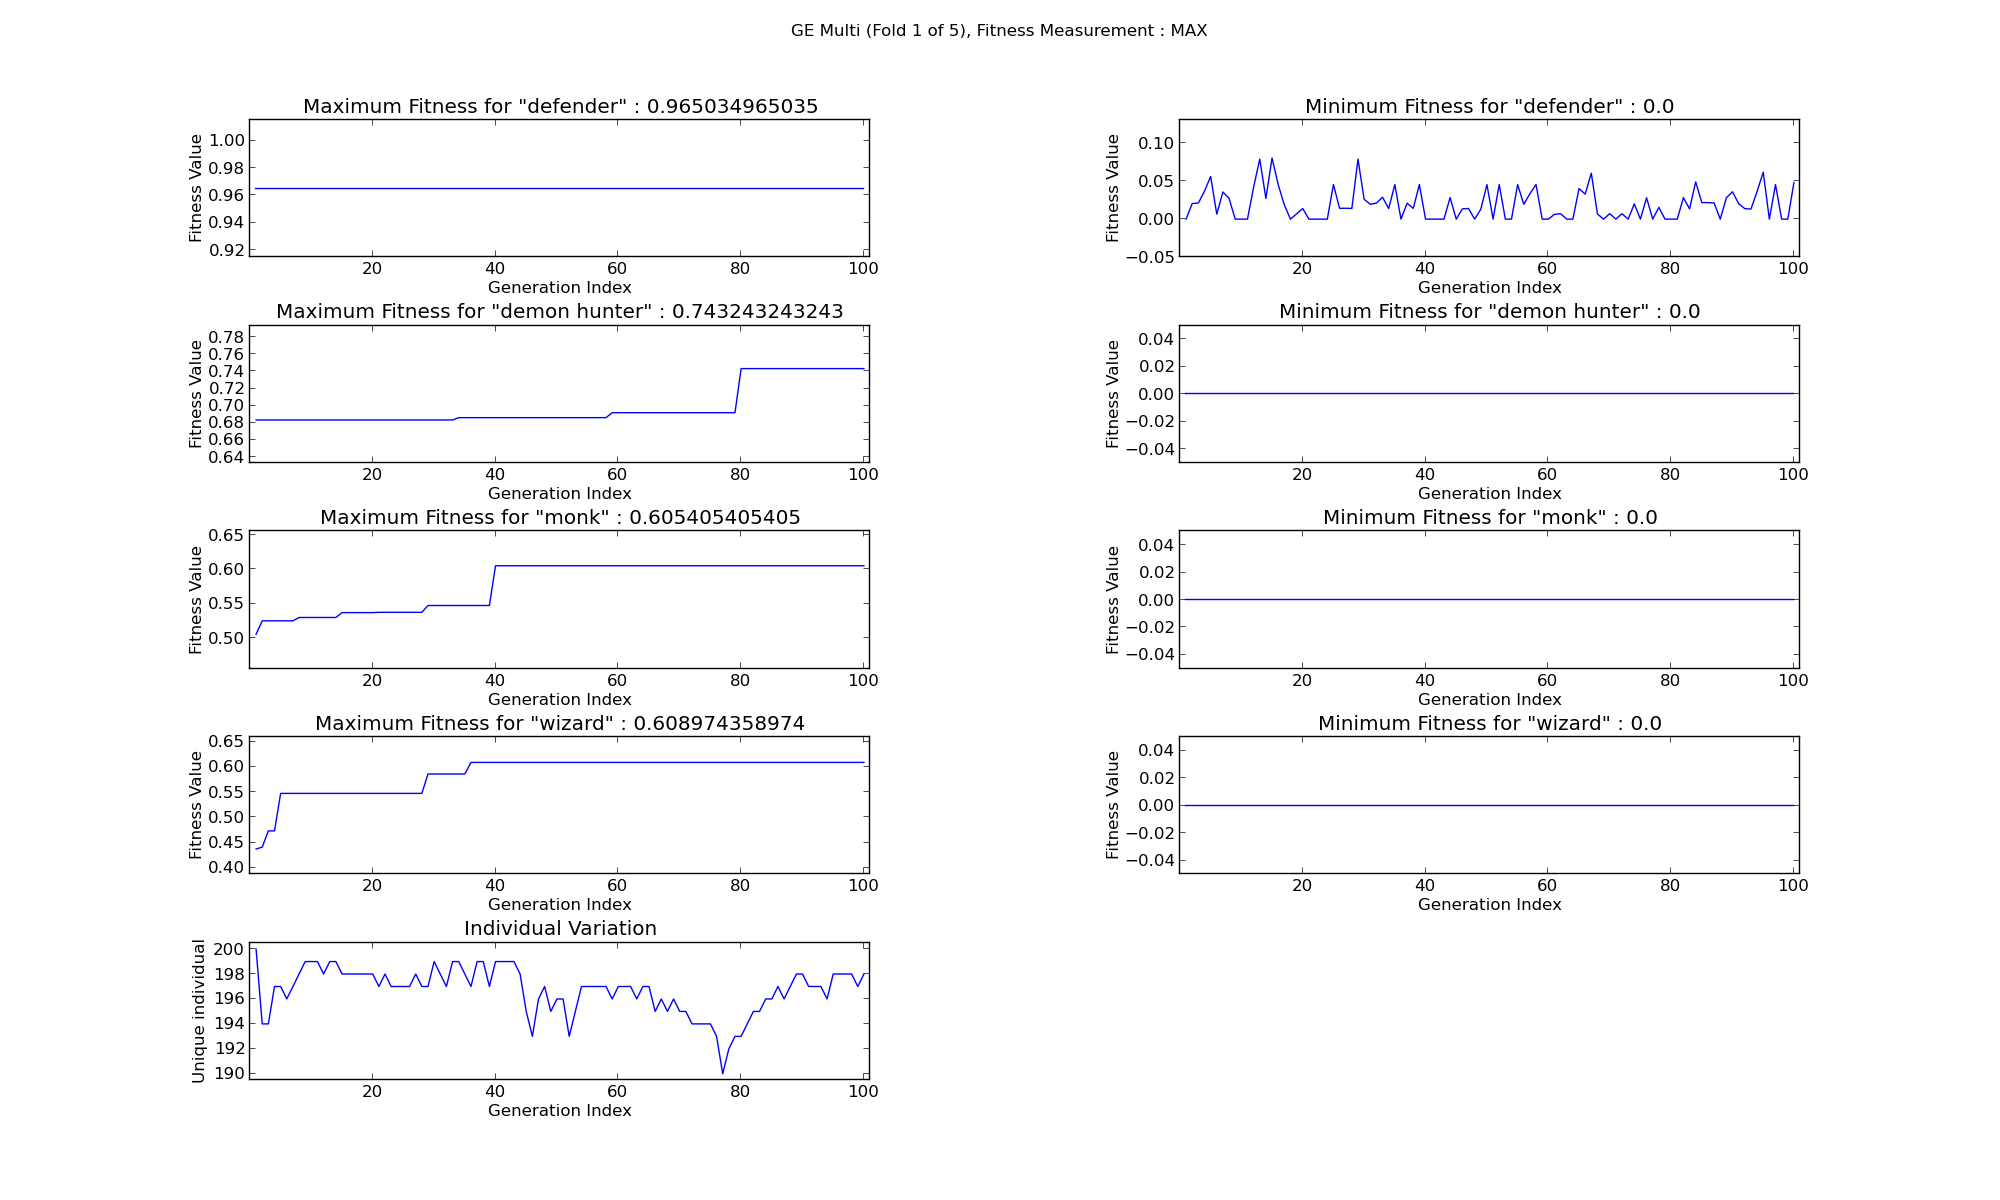 GE Multi (Fold 1 of 5), Fitness Measurement : MAX
Maximum Fitness for "defender" : 0.965034965035
Fitness Value
1.00
0.98
0.96
0.94
0.92
20 40 60 80 100
Generation Index
Minimum Fitness for "defender" : 0.0
Fitness Value
0.10
0.05
0.00
−0.05
20 40 60 80 100
Generation Index
Maximum Fitness for "demon hunter" : 0.743243243243
Fitness Value
0.78
0.76
0.74
0.72
0.70
0.68
0.66
0.64
20 40 60 80 100
Generation Index
Minimum Fitness for "demon hunter" : 0.0
Fitness Value
0.04
0.02
0.00
−0.02
−0.04
20 40 60 80 100
Generation Index
Maximum Fitness for "monk" : 0.605405405405
Fitness Value
0.65
0.60
0.55
0.50
20 40 60 80 100
Generation Index
Minimum Fitness for "monk" : 0.0
Fitness Value
0.04
0.02
0.00
−0.02
−0.04
20 40 60 80 100
Generation Index
Maximum Fitness for "wizard" : 0.608974358974
Fitness Value
0.65
0.60
0.55
0.50
0.45
0.40
20 40 60 80 100
Generation Index
Minimum Fitness for "wizard" : 0.0
Fitness Value
0.04
0.02
0.00
−0.02
−0.04
20 40 60 80 100
Generation Index
Individual Variation
Unique individual
200
198
196
194
192
190
20 40 60 80 100
Generation Index